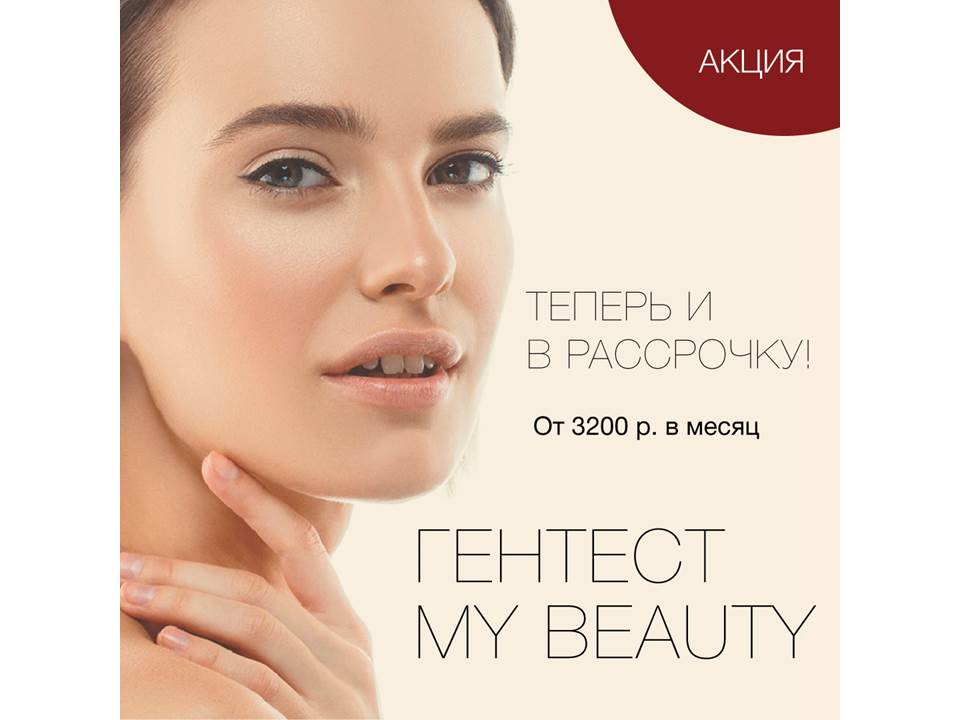 АКЦИЯ
ТЕПЕРЬ И
В РАССРОЧКУ!
От 3200 р. в месяц
ГЕНТЕСТ
MY BEAUTY